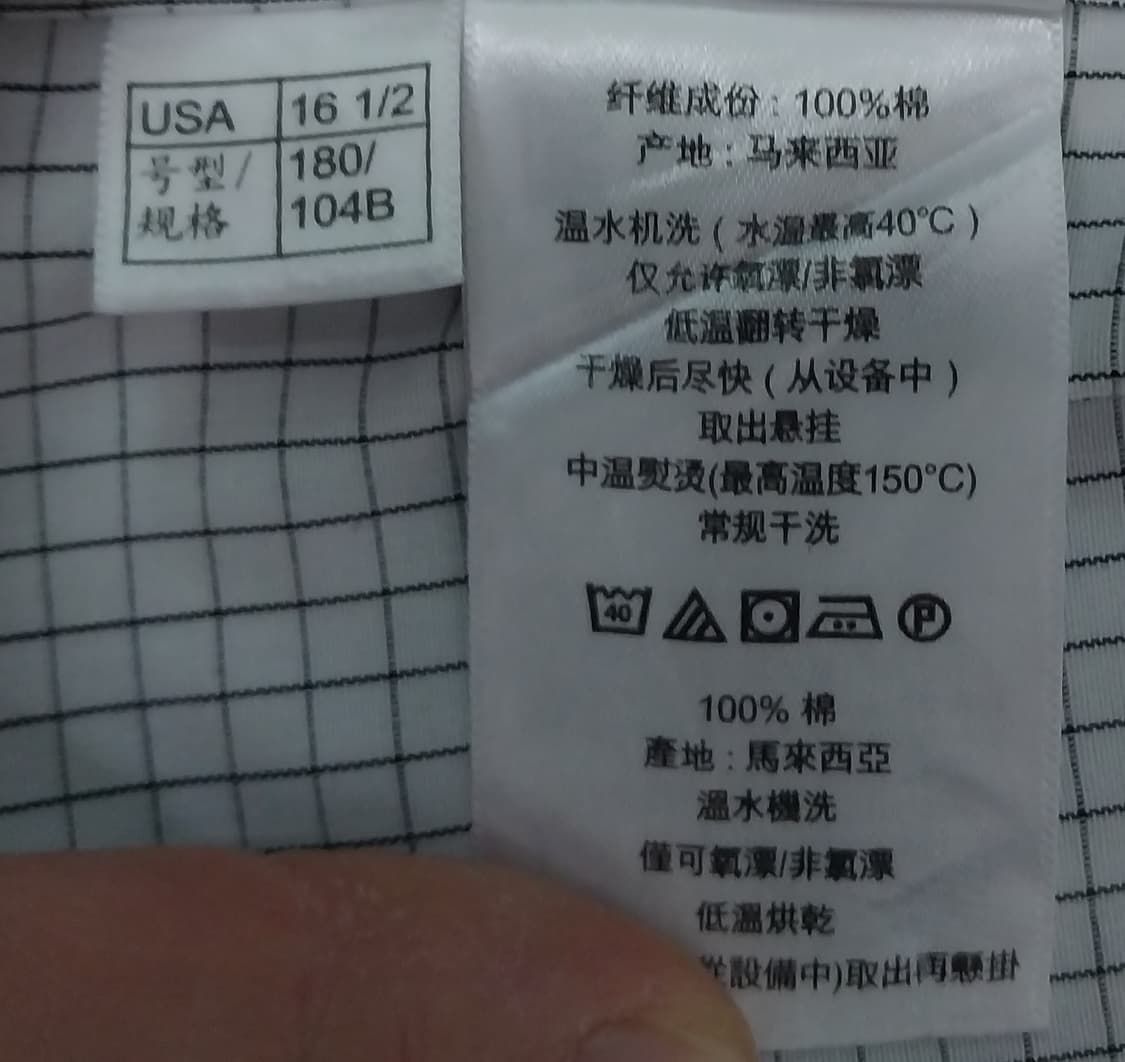 USA 16 1/2
号型/ 180/
规格 104B
纤维成份 : 100%棉
产地 : 马来西亚
温水机洗 ( 水温最高40°C )
仅允许氧漂/非氯漂
低温翻转干燥
干燥后尽快 ( 从设备中 )
取出悬挂
中温熨烫(最高温度150°C)
常规干洗
40
P
100% 棉
產地 : 馬來西亞
溫水機洗
僅可氧漂/非氯漂
低溫烘乾
從設備中)取出再懸掛